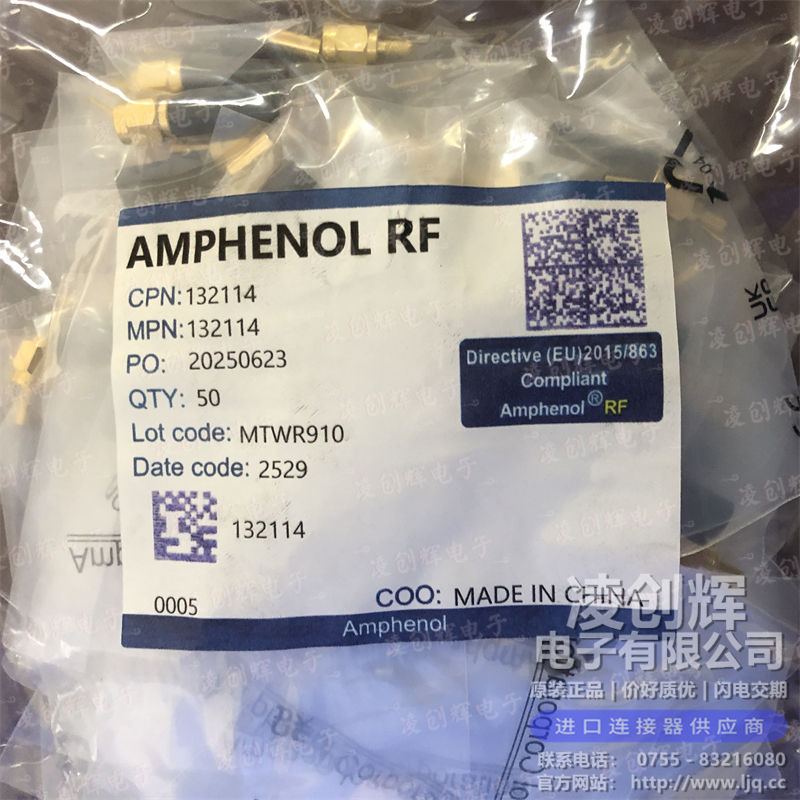 AMPHENOL RF
CPN:132114
MPN:132114
PO: 20250623
QTY: 50
Lot code: MTWR910
Date code: 2529
Directive (EU)2015/863
Compliant
Amphenol® RF
132114
0005
COO: MADE IN CHINA
Amphenol
凌创辉
电子有限公司
原装正品 | 价好质优 | 闪电交期
进口连接器供应商
联系电话: 0755 - 83216080
官方网站: http://www.ljq.cc
凌创辉电子